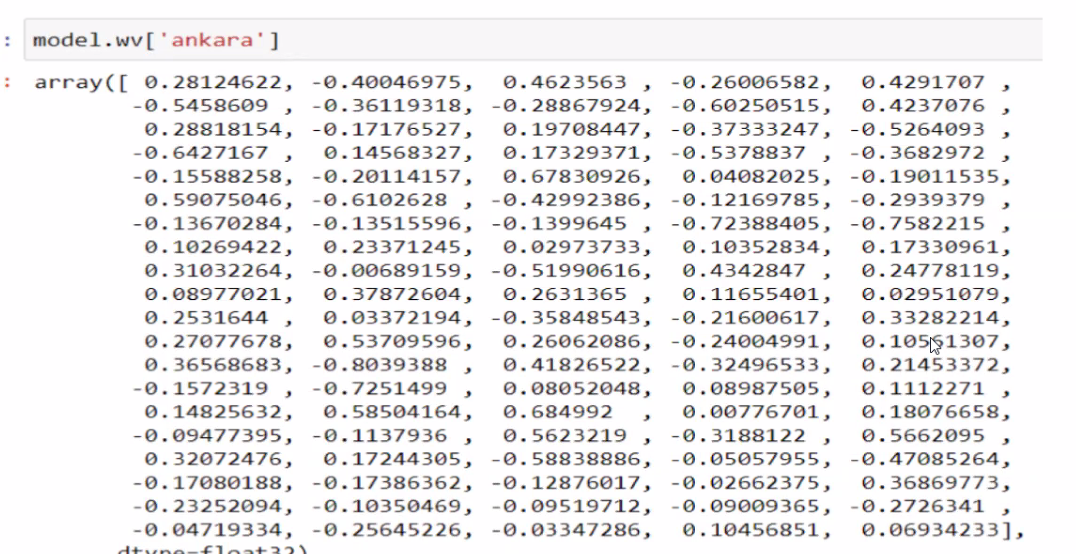 : model.wv['ankara']
: array([ 0.28124622, -0.40046975, 0.4623563 , -0.26006582, 0.4291707 ,
-0.5458609 , -0.36119318, -0.28867924, -0.60250515, 0.4237076 ,
0.28818154, -0.17176527, 0.19708447, -0.37333247, -0.5264093 ,
-0.6427167 , 0.14568327, 0.17329371, -0.5378837 , -0.3682972 ,
-0.15588258, -0.20114157, 0.67830926, 0.04082025, -0.19011535,
0.59075046, -0.6102628 , -0.42992386, -0.12169785, -0.2939379 ,
-0.13670284, -0.13515596, -0.1399645 , -0.72388405, -0.7582215 ,
0.10269422, 0.23371245, 0.02973733, 0.10352834, 0.17330961,
0.31032264, -0.00689159, -0.51990616, 0.4342847 , 0.24778119,
0.08977021, 0.37872604, 0.2631365 , 0.11655401, 0.02951079,
0.2531644 , 0.03372194, -0.35848543, -0.21600617, 0.33282214,
0.27077678, 0.53709596, 0.26062086, -0.24004991,
0.36568683, -0.8039388 , 0.41826522, -0.32496533, 0.21453372,
-0.1572319 , -0.7251499 , 0.08052048, 0.08987505, 0.1112271 ,
0.14825632, 0.58504164, 0.684992 , 0.00776701, 0.18076658,
-0.09477395, -0.1137936 , 0.5623219 , -0.3188122 , 0.5662095 ,
0.32072476, 0.17244305, -0.58838886, -0.05057955, -0.47085264,
-0.17080188, -0.17386362, -0.12876017, -0.02662375, 0.36869773,
-0.23252094, -0.10350469, -0.09519712, -0.09009365, -0.2726341 ,
-0.04719334, -0.25645226, -0.03347286, 0.10456851, 0.06934233],
dtype=float32)